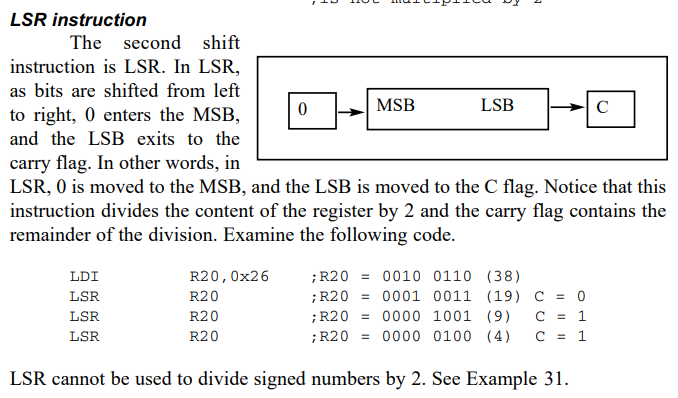 LSR instruction
The second shift
instruction is LSR. In LSR,
as bits are shifted from left
to right, 0 enters the MSB,
and the LSB exits to the
carry flag. In other words, in
0 MSB LSB C
LSR, 0 is moved to the MSB, and the LSB is moved to the C flag. Notice that this
instruction divides the content of the register by 2 and the carry flag contains the
remainder of the division. Examine the following code.
LDI R20,0x26 ;R20 = 0010 0110 (38)
LSR R20 ;R20 = 0001 0011 (19) C = 0
LSR R20 ;R20 = 0000 1001 (9) C = 1
LSR R20 ;R20 = 0000 0100 (4) C = 1
LSR cannot be used to divide signed numbers by 2. See Example 31.